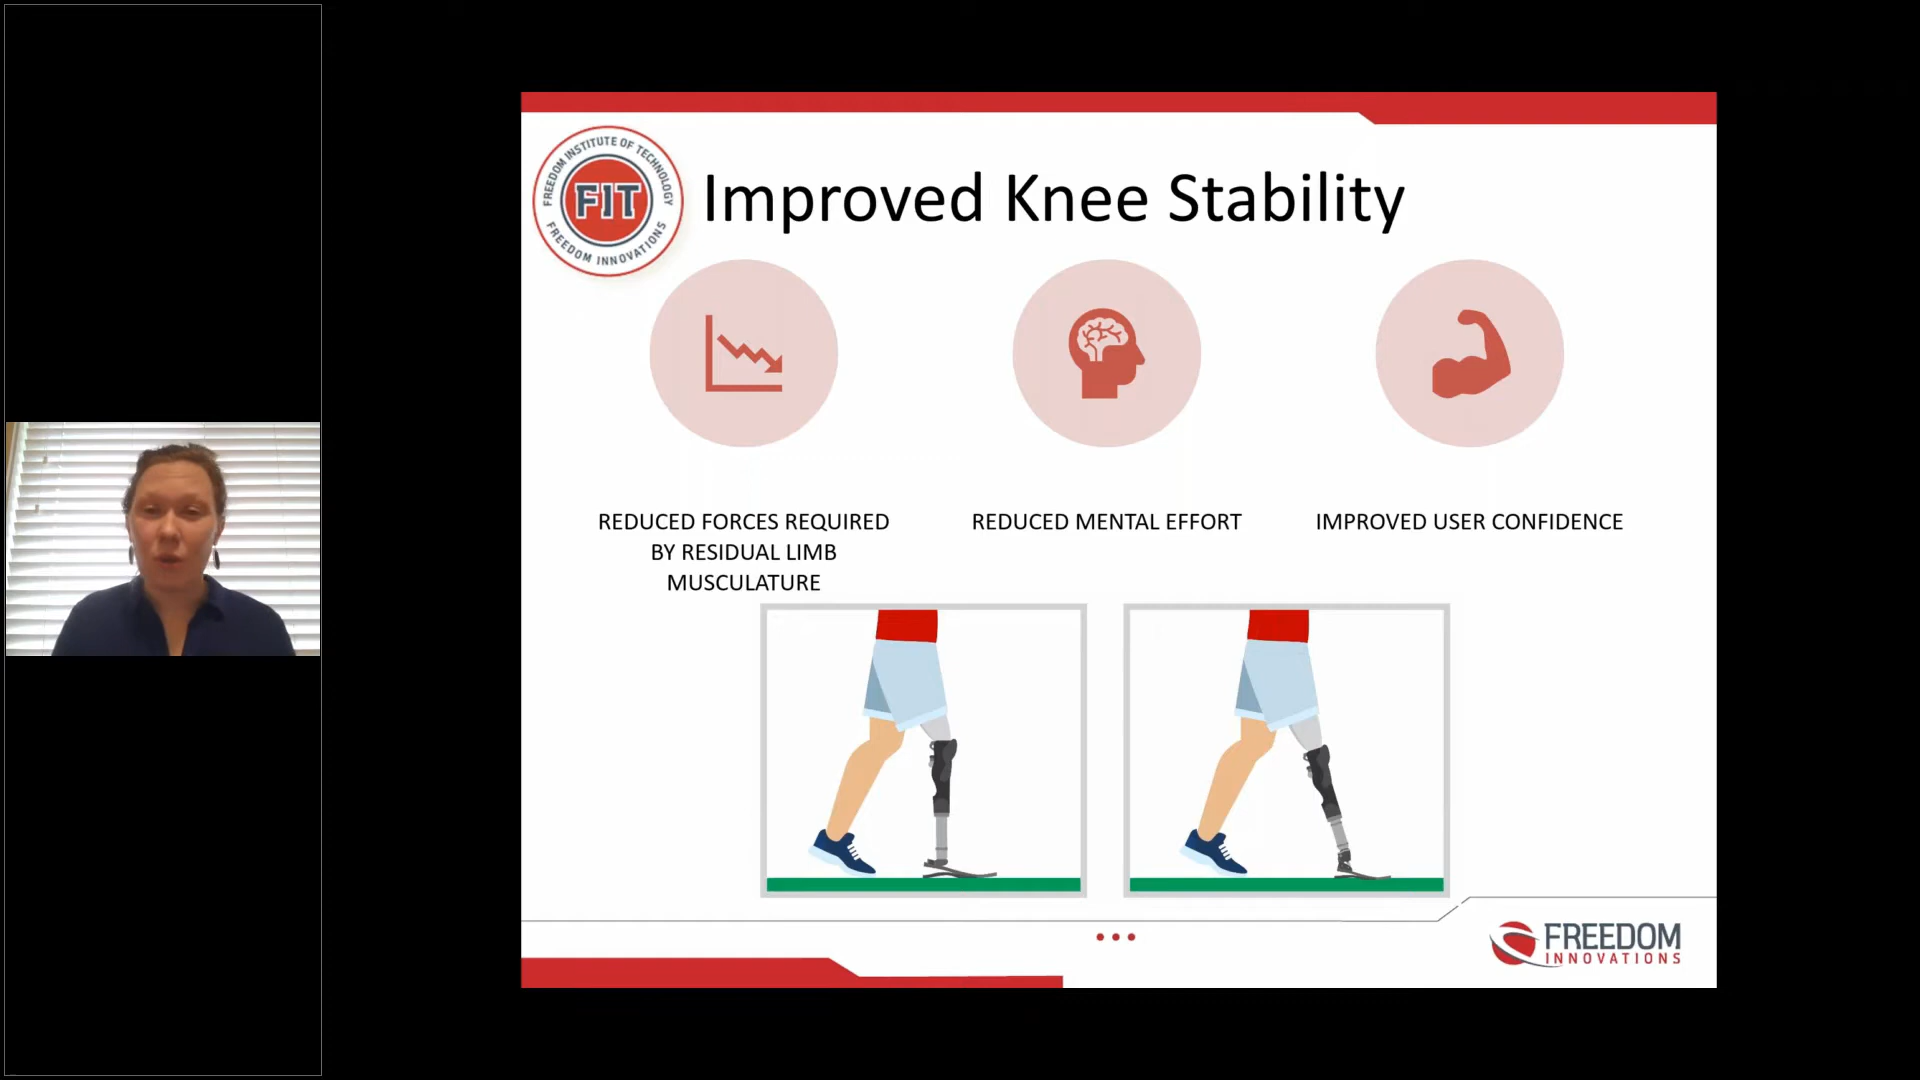 FREEDOM INSTITUTE OF TECHNOLOGY
FIT
FREEDOM INNOVATIONS
Improved Knee Stability
REDUCED FORCES REQUIRED
BY RESIDUAL LIMB
MUSCULATURE
REDUCED MENTAL EFFORT
IMPROVED USER CONFIDENCE
FREEDOM
INNOVATIONS